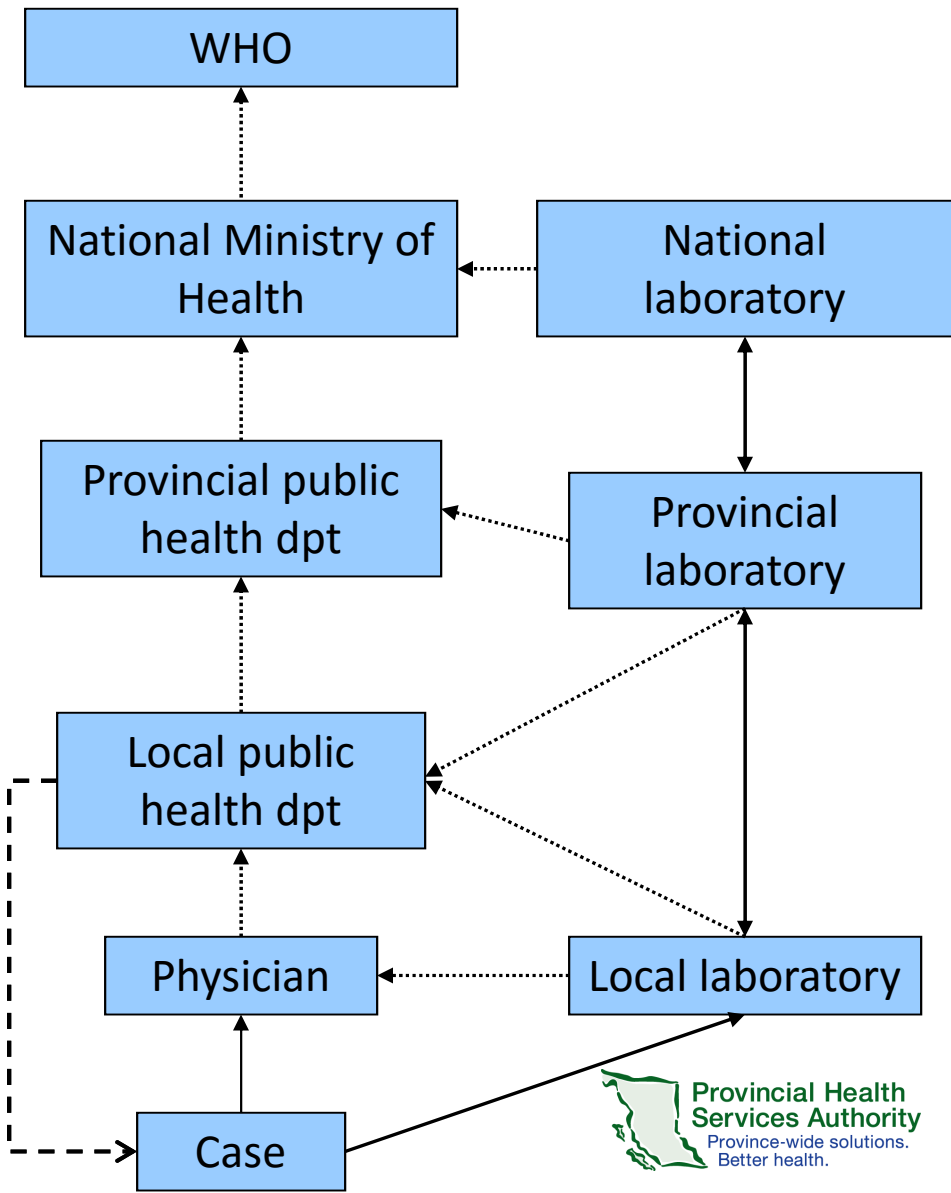 WHO
National Ministry of
Health
National
laboratory
Provincial public
health dpt
Provincial
laboratory
Local public
health dpt
Physician
Local laboratory
Case
Provincial Health
Services Authority
Province-wide solutions.
Better health.